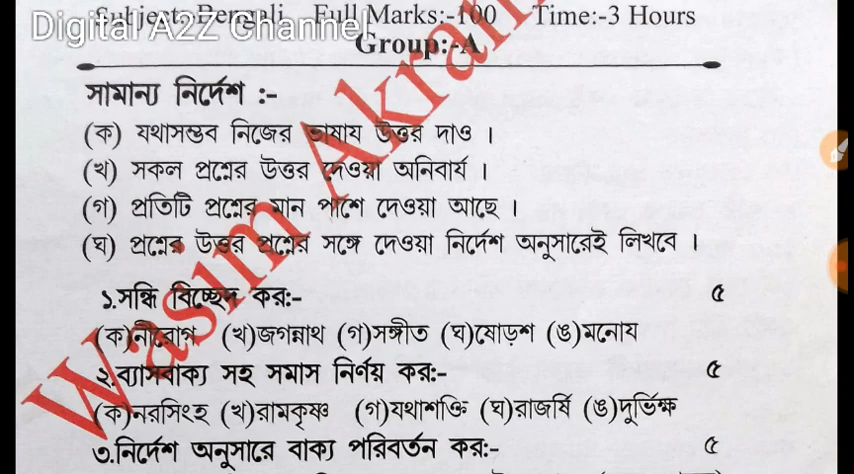 Subject:-Bengali Full Marks:-100 Time:-3 Hours
Digital A2Z Channel
Group:-A
Wasim Akram
সামান্য নির্দেশ :-
(ক) যথাসম্ভব নিজের ভাষায় উত্তর দাও ।
(খ) সকল প্রশ্নের উত্তর দেওয়া অনিবার্য ।
(গ) প্রতিটি প্রশ্নের মান পাশে দেওয়া আছে ।
(ঘ) প্রশ্নের উত্তর প্রশ্নের সঙ্গে দেওয়া নির্দেশ অনুসারেই লিখবে ।
১.সন্ধি বিচ্ছেদ কর:- ৫
(ক)নীরোগ (খ)জগন্নাথ (গ)সঙ্গীত (ঘ)ষোড়শ (ঙ)মনোয
২.ব্যাসবাক্য সহ সমাস নির্ণয় কর:- ৫
(ক)নরসিংহ (খ)রামকৃষ্ণ (গ)যথাশক্তি (ঘ)রাজর্ষি (ঙ)দুর্ভিক্ষ
৩.নির্দেশ অনুসারে বাক্য পরিবর্তন কর:- ৫